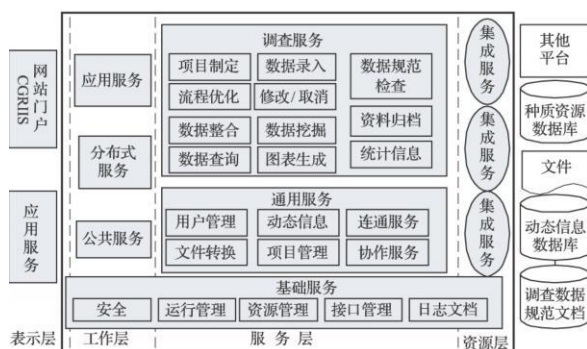 网站门户
CGRIIS
应用服务
应用服务
分布式
服务
公共服务
调查服务
项目制定
数据录入
数据规范
检查
流程优化
修改/取消
资料归档
数据整合
数据挖掘
统计信息
数据查询
图表生成
通用服务
用户管理
动态信息
连通服务
文件转换
项目管理
协作服务
基础服务
安全
运行管理
资源管理
接口管理
日志文档
集成服务
集成服务
集成服务
其他
平台
种质资源
数据库
文件
动态信息
数据库
调查数据
规范文档
表示层
工作层
服务层
资源层